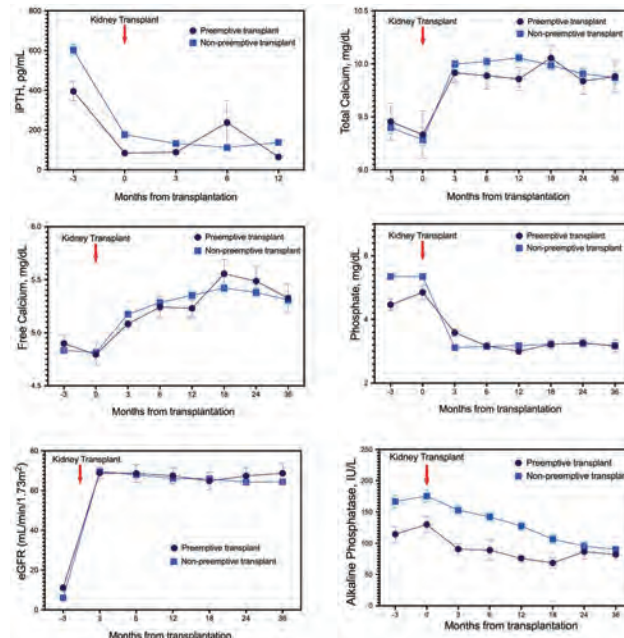 Kidney Transplant
Preemptive transplant
Non-preemptive transplant
iPTH, pg/mL
800
600
400
200
0
-3 0 3 6 12
Months from transplantation
Kidney Transplant
Preemptive transplant
Non-preemptive transplant
Total Calcium, mg/dL
10.5
10.0
9.5
9.0
-3 0 3 6 12 18 24 36
Months from transplantation
Kidney Transplant
Preemptive transplant
Non-preemptive transplant
Free Calcium, mg/dL
6.0
5.5
5.0
4.5
-3 0 3 6 12 18 24 36
Months from transplantation
Kidney Transplant
Preemptive transplant
Non-preemptive transplant
Phosphate, mg/dL
6
4
2
-3 0 3 6 12 18 24 36
Months from transplantation
Kidney Transplant
Preemptive transplant
Non-preemptive transplant
eGFR (mL/min/1.73m²)
80
60
40
20
0
-3 3 6 12 18 24 36
Months from transplantation
Kidney Transplant
Preemptive transplant
Non-preemptive transplant
Alkaline Phosphatase, IU/L
200
150
100
50
0
-3 0 3 6 12 18 24 36
Months from transplantation